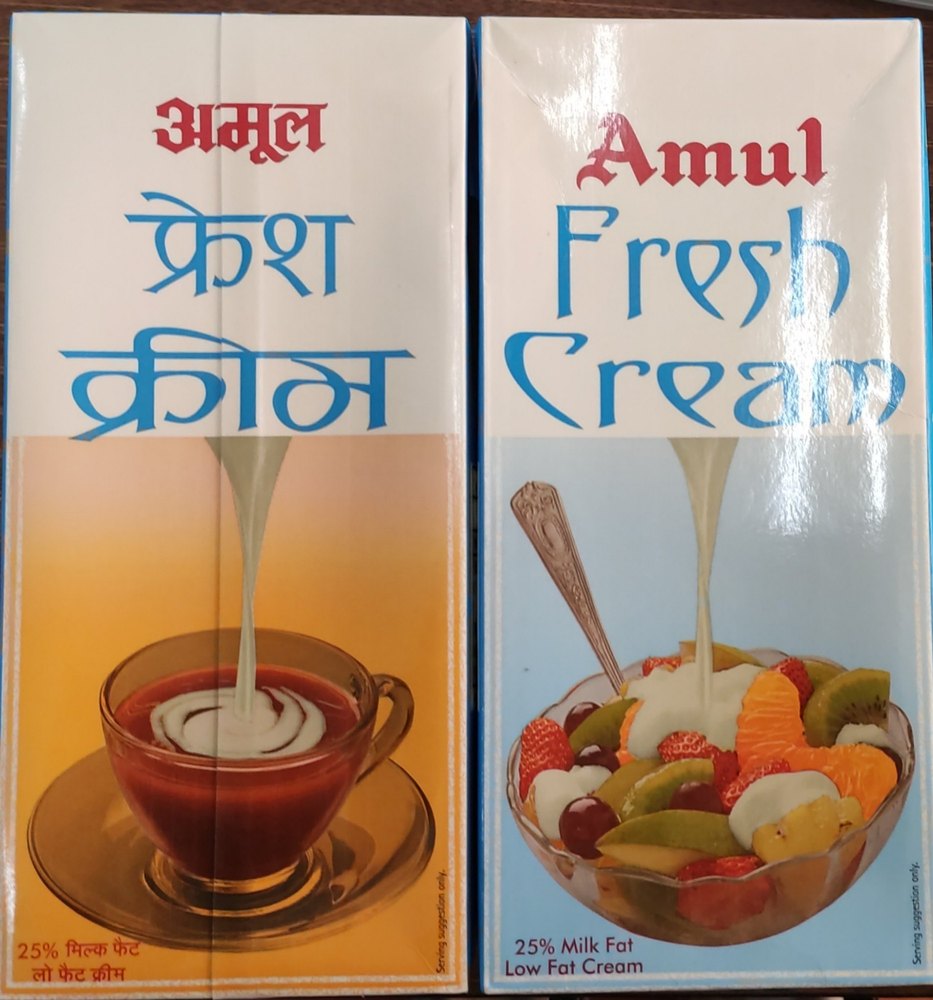 अमूल
फ्रेश
क्रीम
25% मिल्क फैट
लो फैट क्रीम
Serving suggestion only.
Amul
Fresh
Cream
25% Milk Fat
Low Fat Cream
Serving suggestion only.